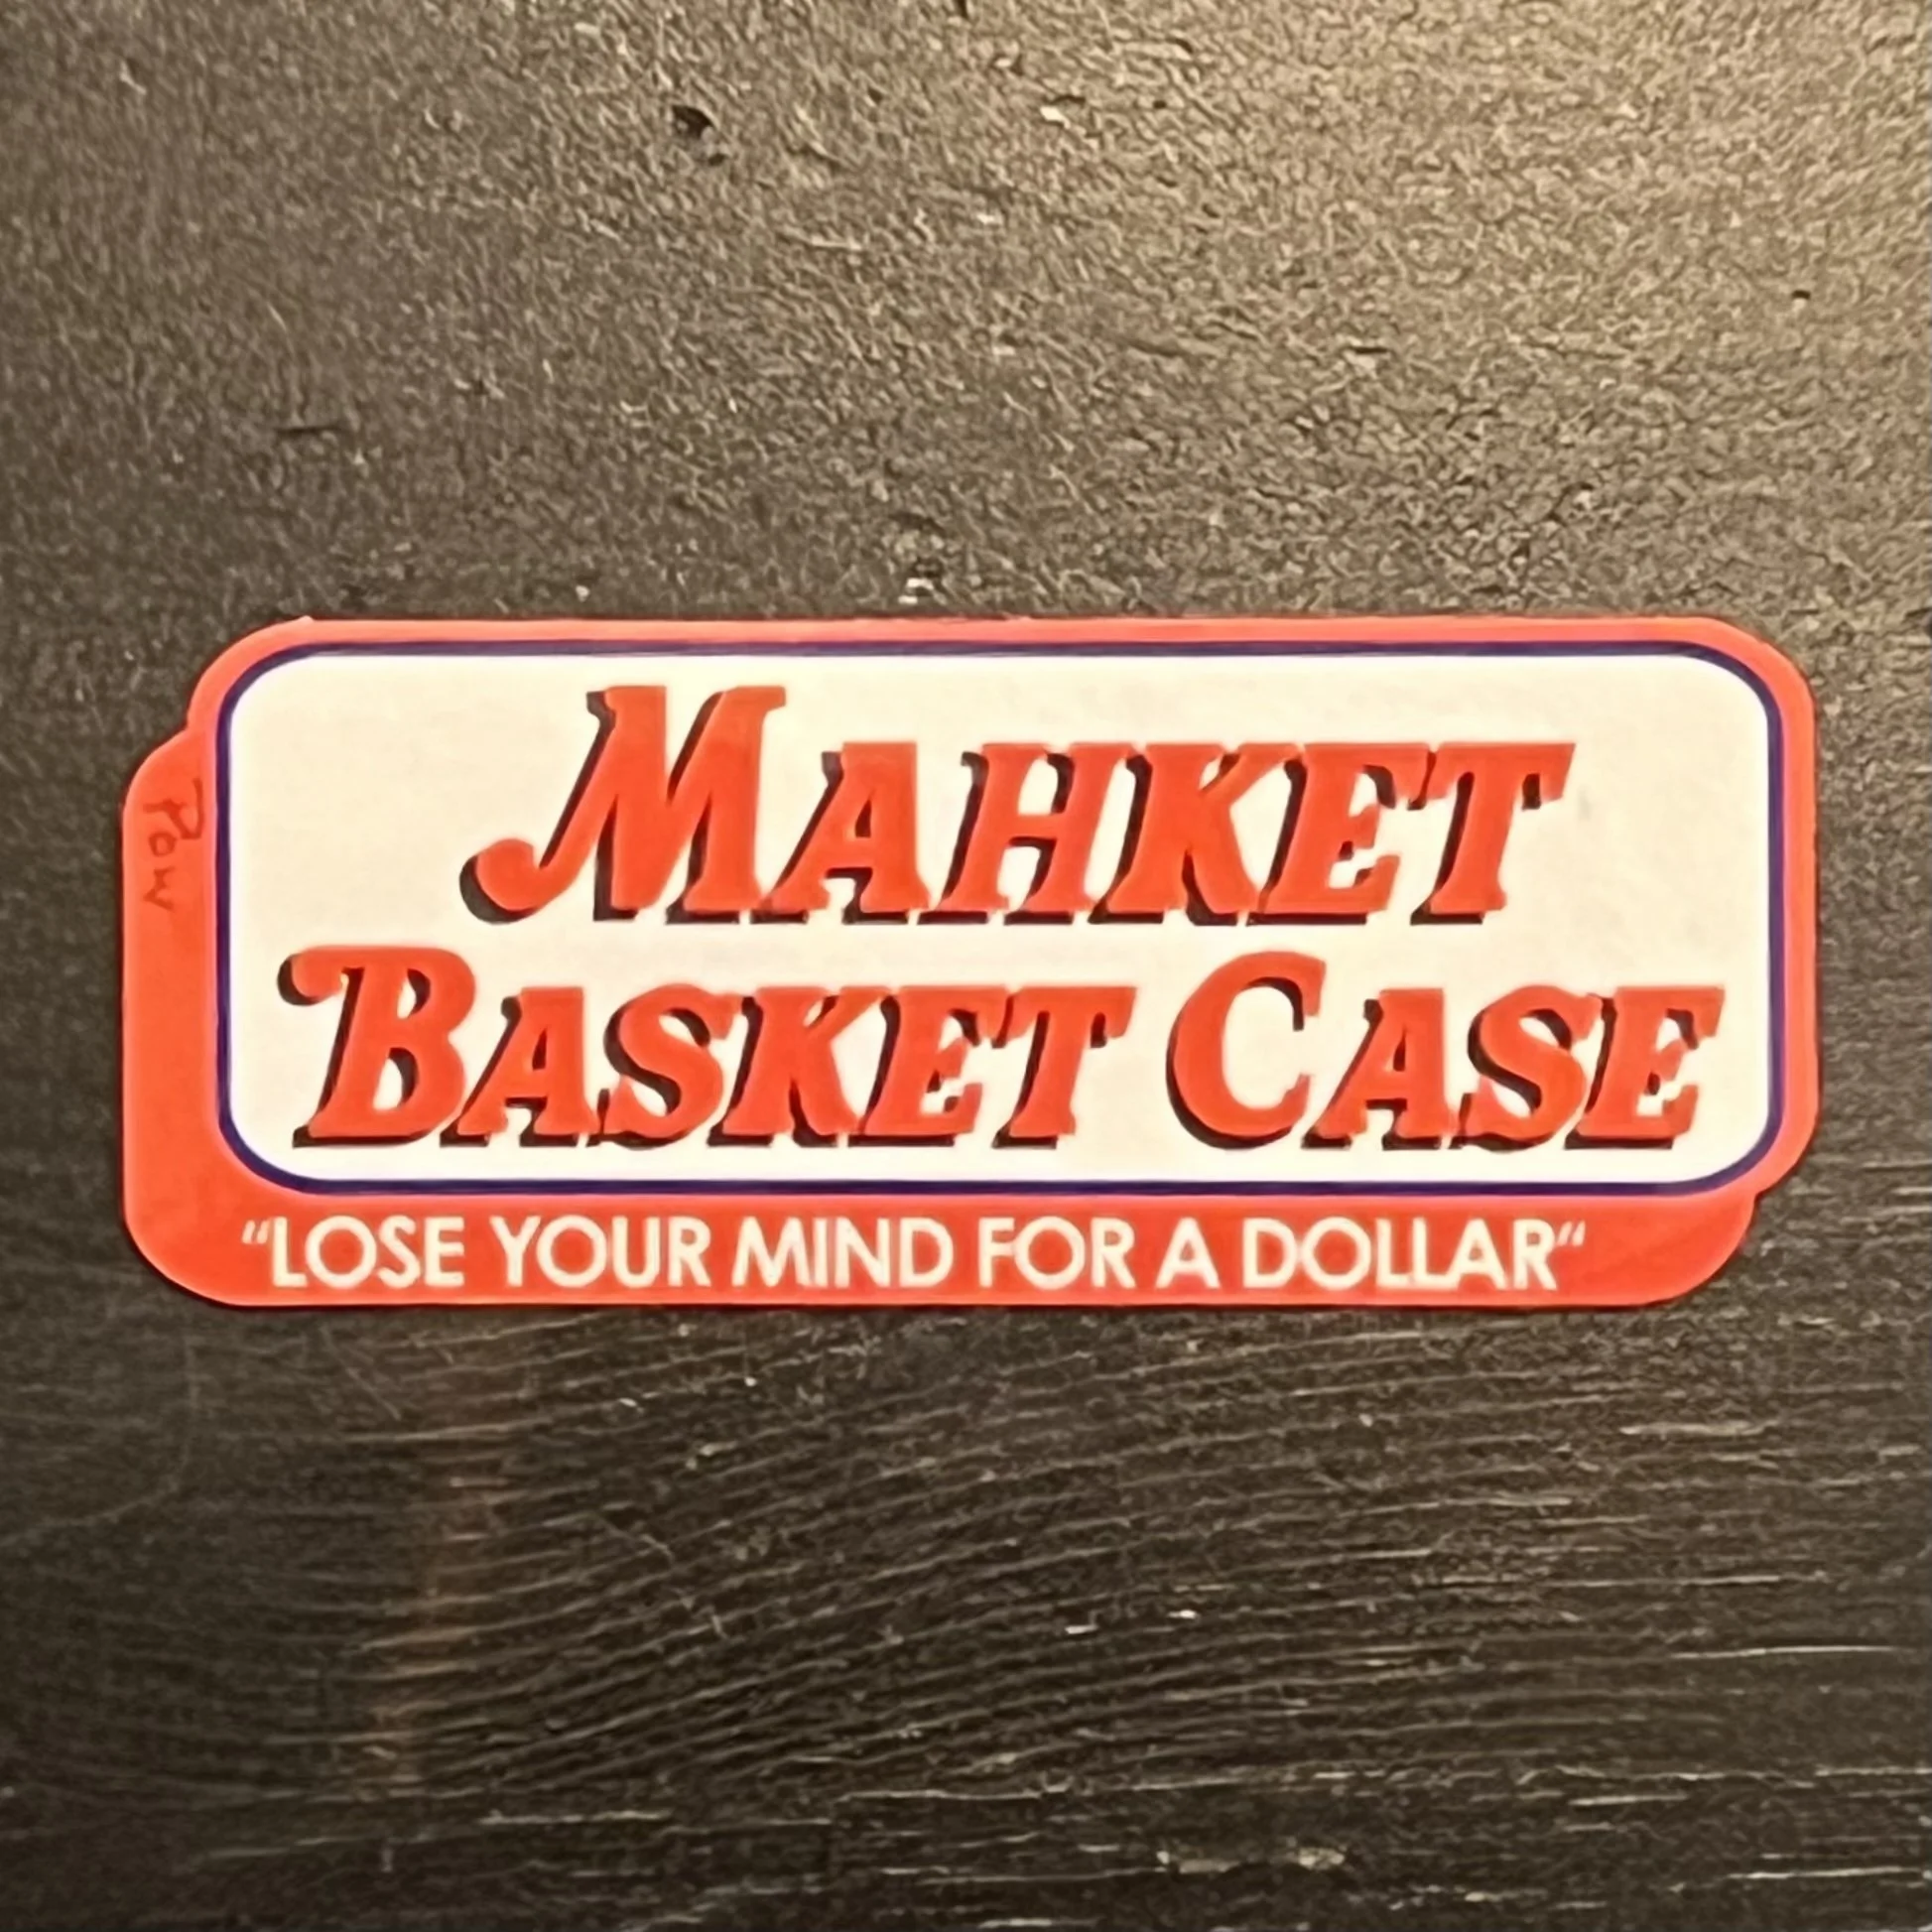 MAHKET
BASKET CASE
“LOSE YOUR MIND FOR A DOLLAR“